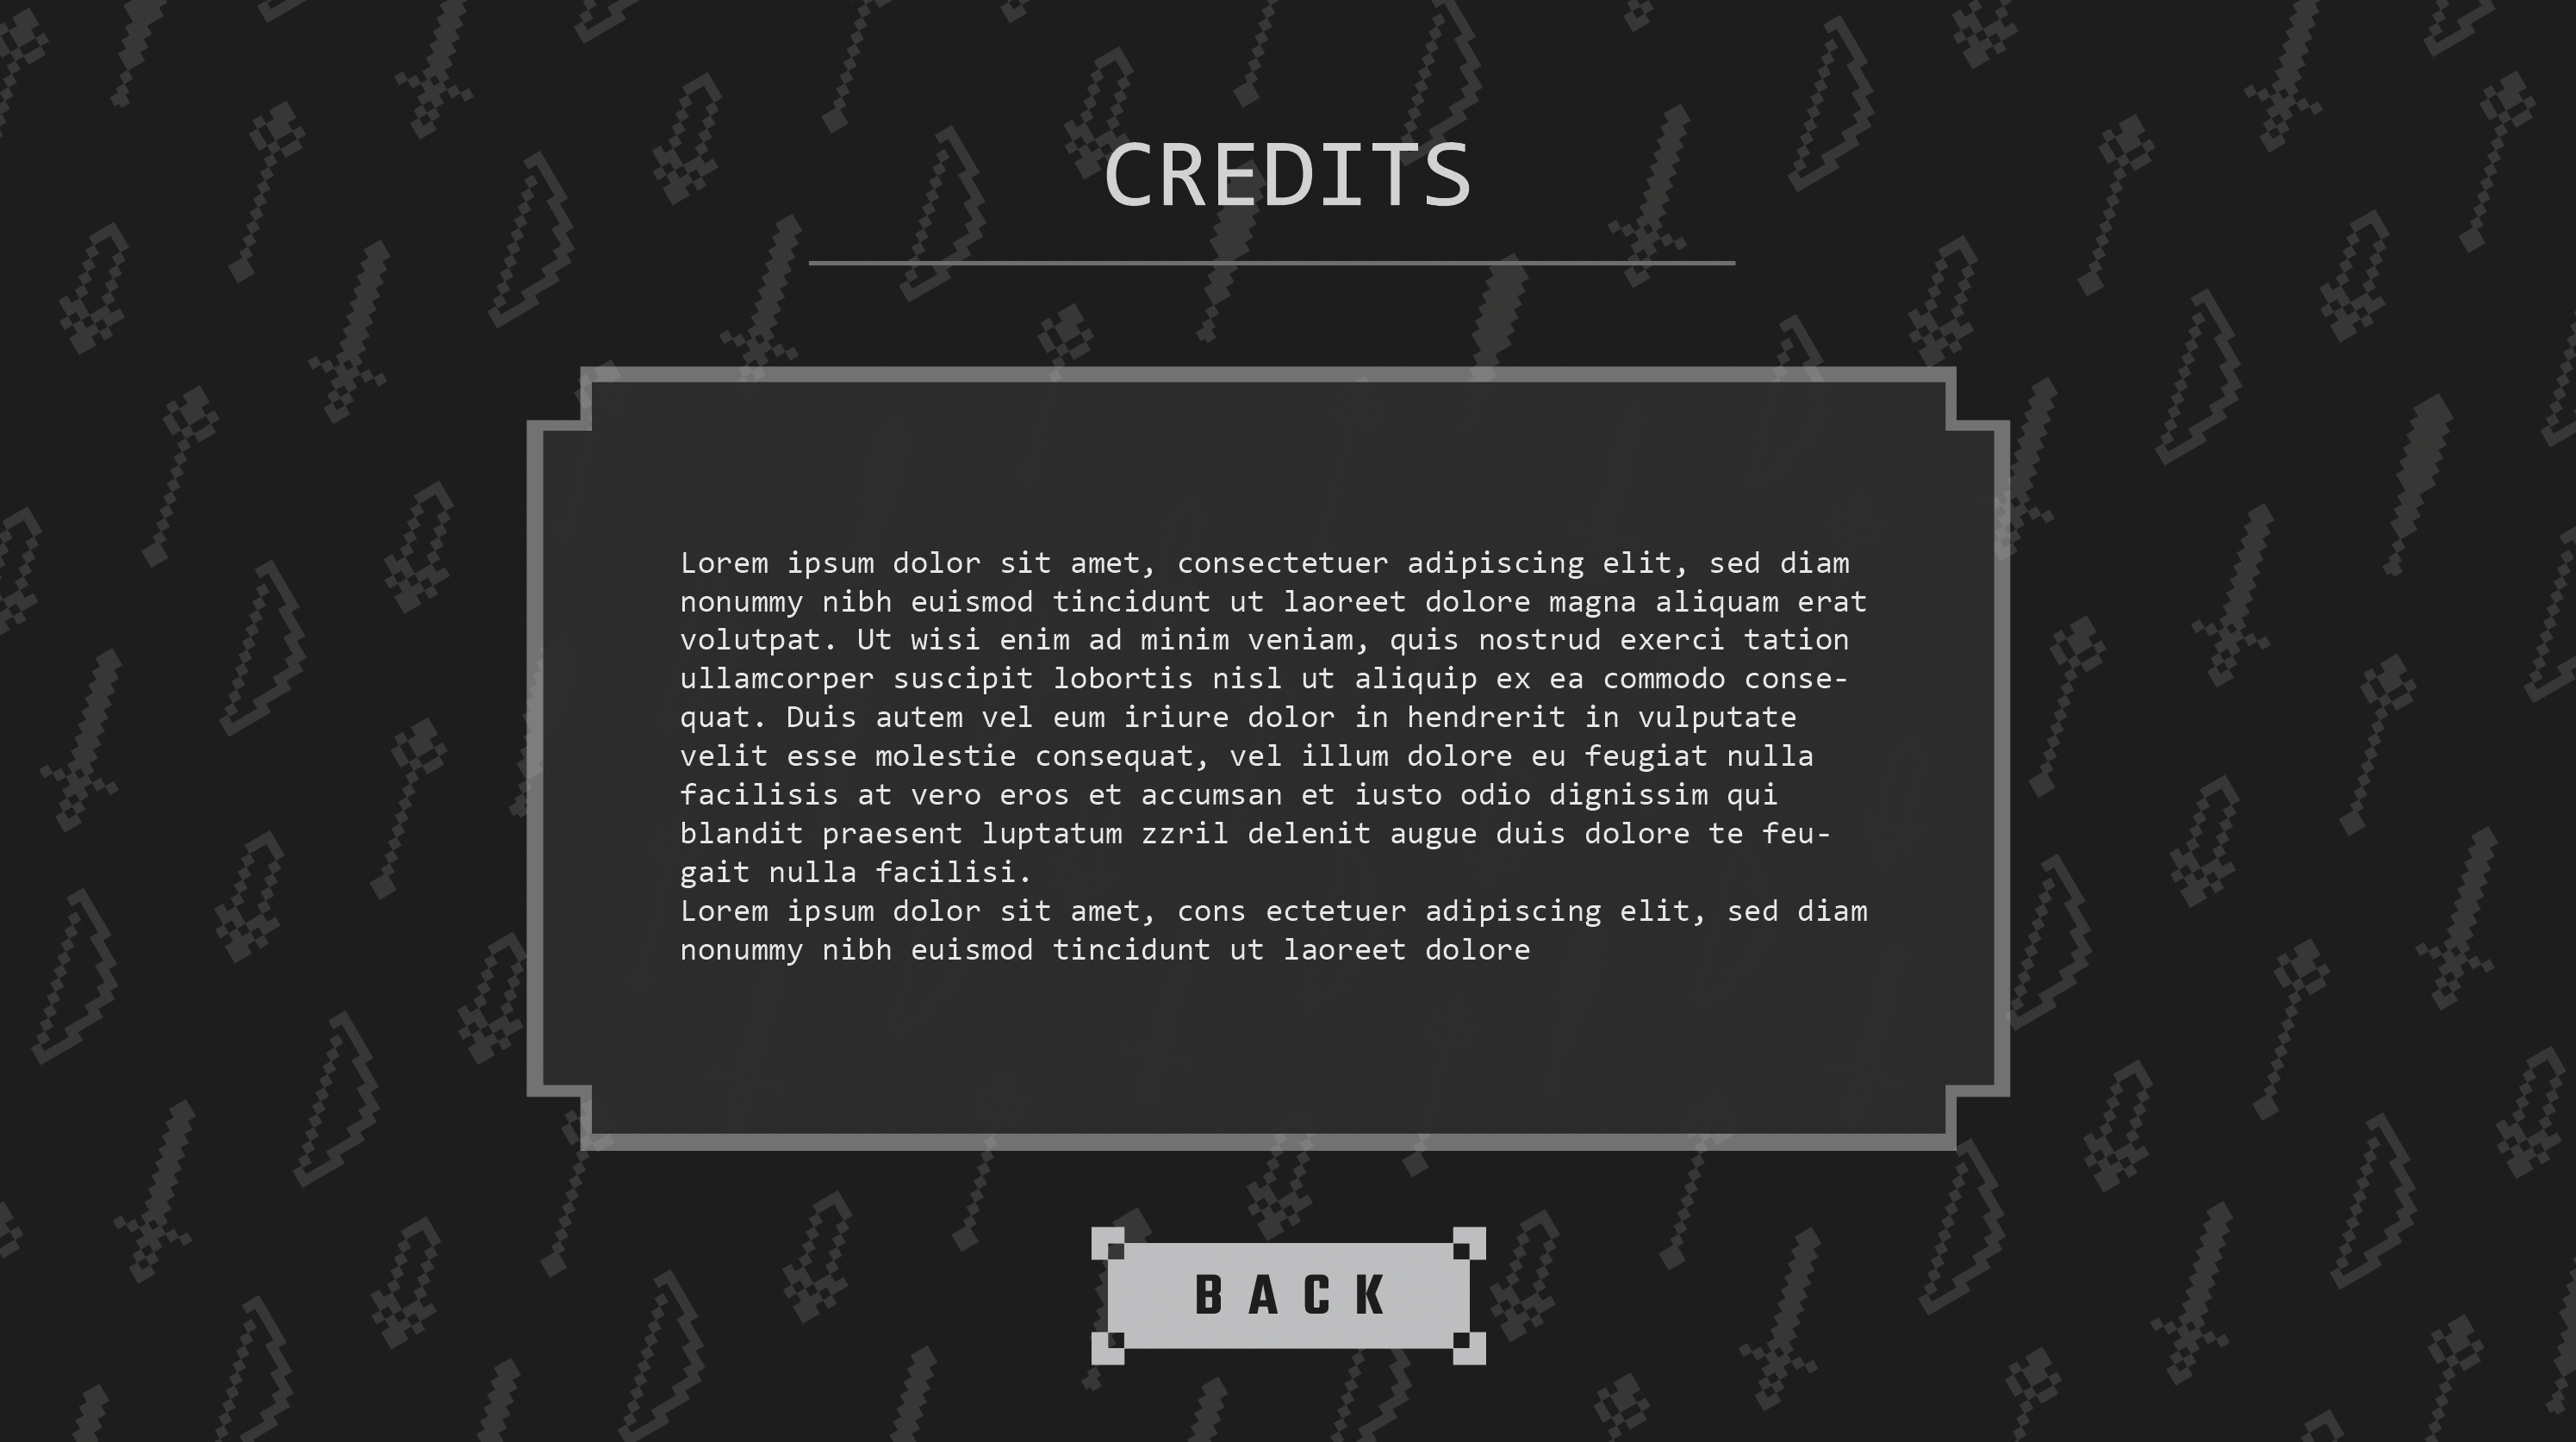 CREDITS
Lorem ipsum dolor sit amet, consectetuer adipiscing elit, sed diam
nonummy nibh euismod tincidunt ut laoreet dolore magna aliquam erat
volutpat. Ut wisi enim ad minim veniam, quis nostrud exerci tation
ullamcorper suscipit lobortis nisl ut aliquip ex ea commodo conse-
quat. Duis autem vel eum iriure dolor in hendrerit in vulputate
velit esse molestie consequat, vel illum dolore eu feugiat nulla
facilisis at vero eros et accumsan et iusto odio dignissim qui
blandit praesent luptatum zzril delenit augue duis dolore te feu-
gait nulla facilisi.
Lorem ipsum dolor sit amet, cons ectetuer adipiscing elit, sed diam
nonummy nibh euismod tincidunt ut laoreet dolore
BACK